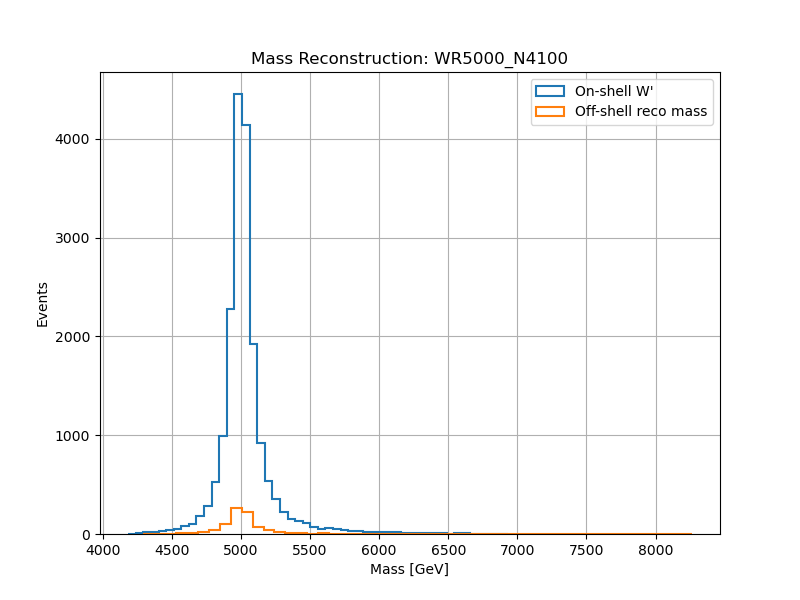 Mass Reconstruction: WR5000_N4100
On-shell W'
Off-shell reco mass
4000
3000
2000
1000
0
Events
4000 4500 5000 5500 6000 6500 7000 7500 8000
Mass [GeV]